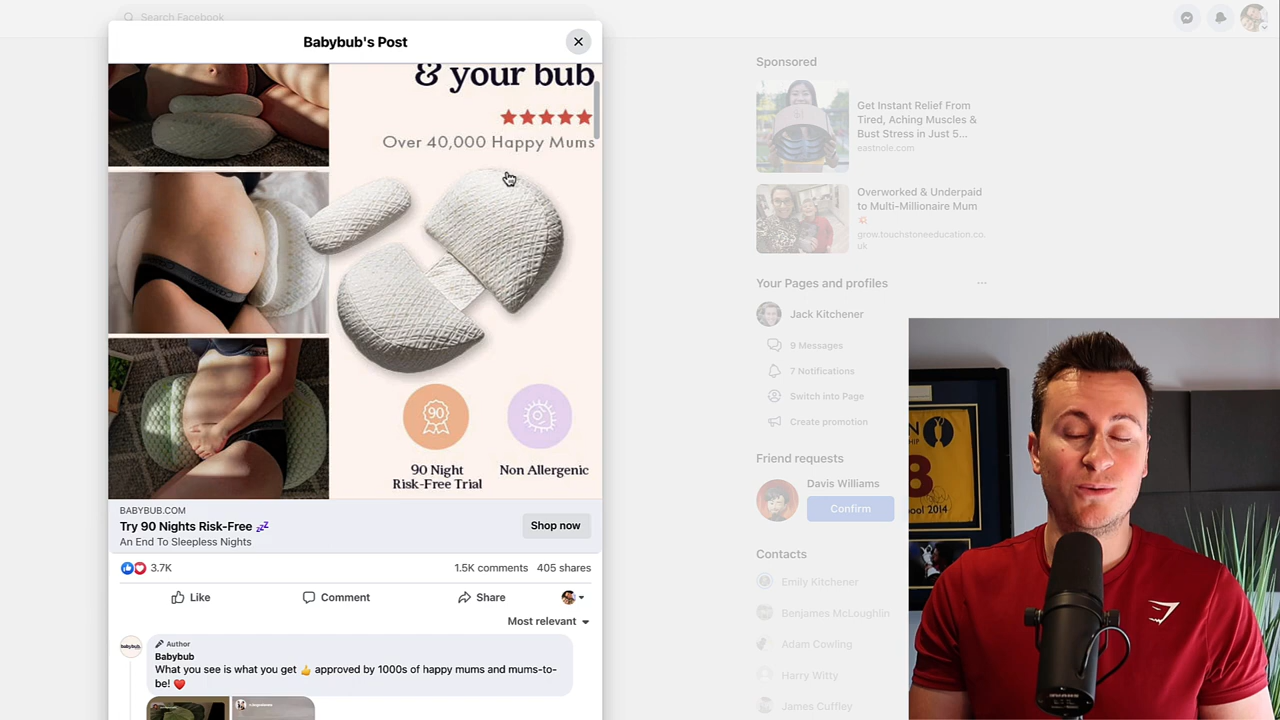 Search Facebook
Babybub's Post
& your bub
Over 40,000 Happy Mums
90
90 Night
Risk-Free Trial
Non Allergenic
BABYBUB.COM
Try 90 Nights Risk-Free
An End To Sleepless Nights
Shop now
3.7K
1.5K comments
405 shares
Like
Comment
Share
Most relevant
Author
Babybub
What you see is what you get 👍 approved by 1000s of happy mums and mums-to-
be! ❤️
Sponsored
Get Instant Relief From
Tired, Aching Muscles &
Bust Stress in Just 5...
eastnole.com
Overworked & Underpaid
to Multi-Millionaire Mum
grow.touchstoneeducation.co.
uk
Your Pages and profiles
Jack Kitchener
9 Messages
7 Notifications
Switch into Page
Create promotion
Friend requests
Davis Williams
Confirm
Contacts
Emily Kitchener
Benjames McLoughlin
Adam Cowling
Harry Witty
James Cuffley
8
2014